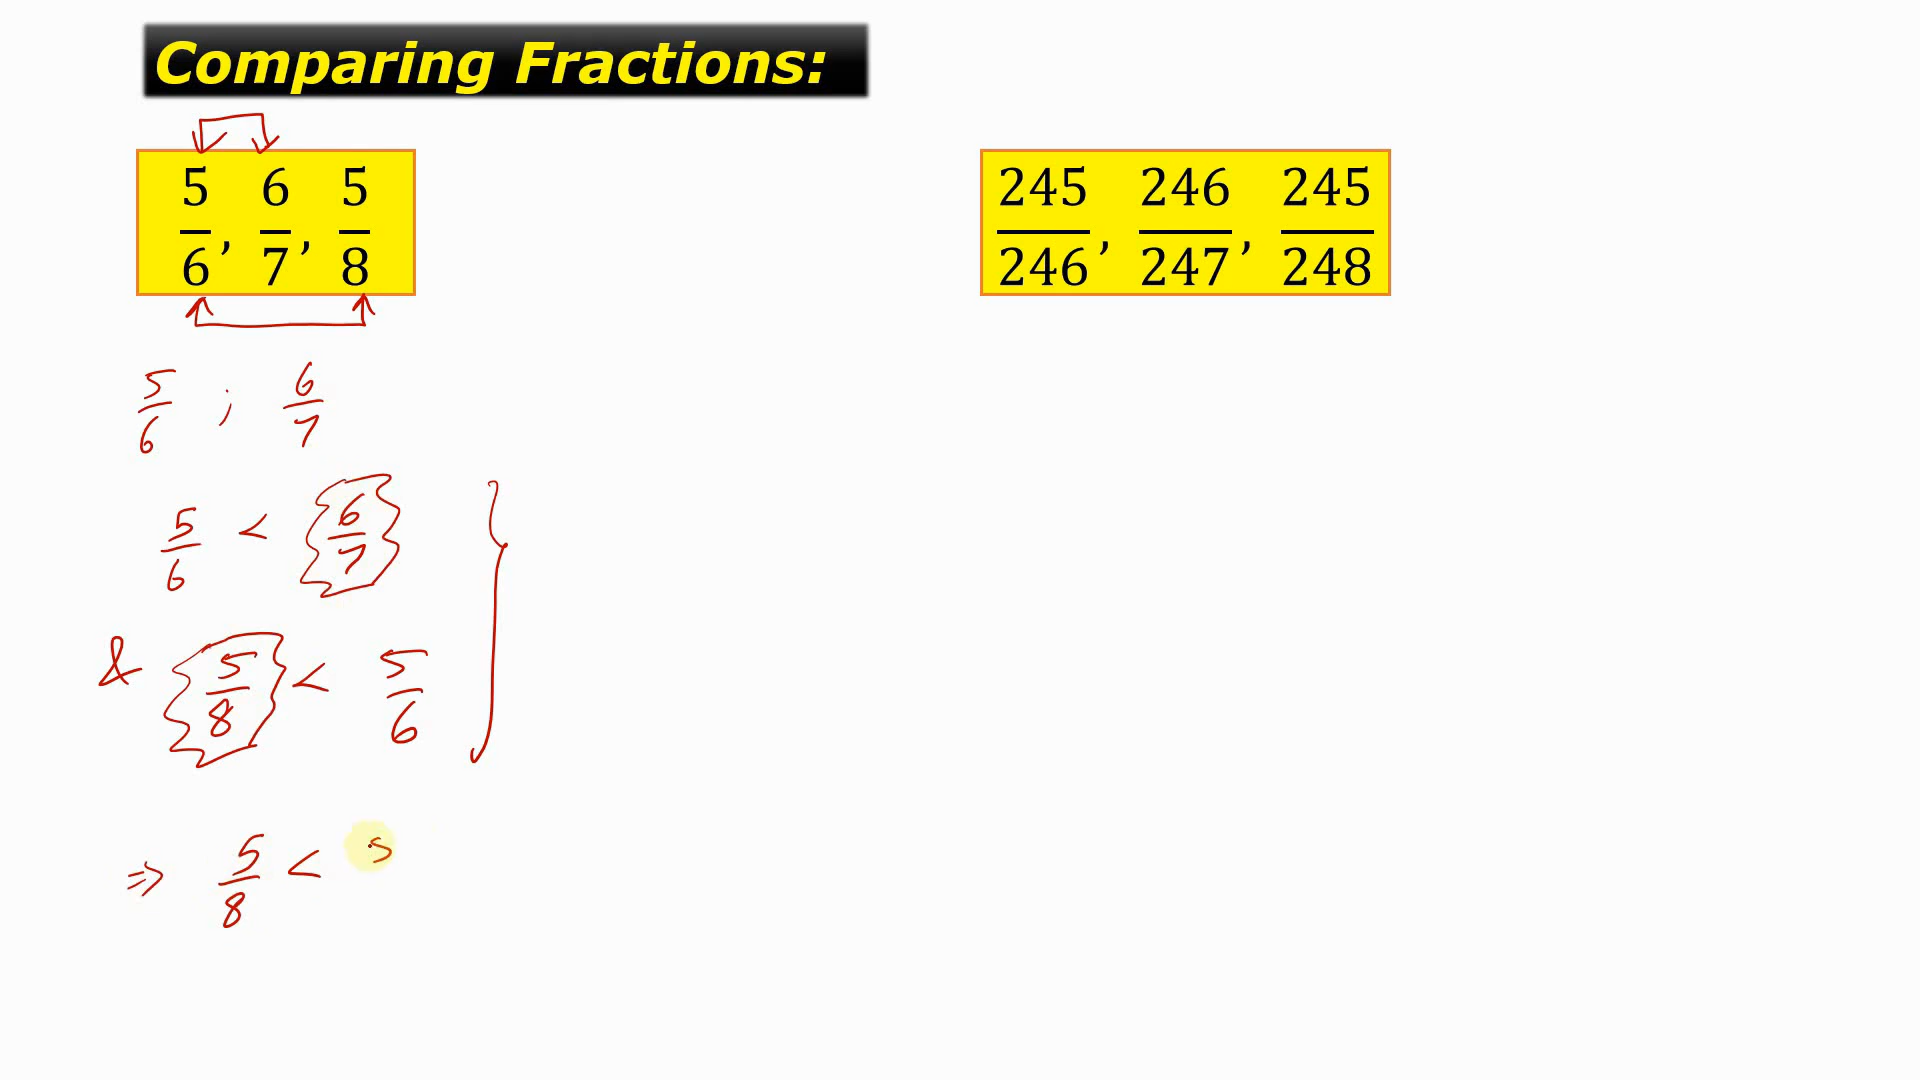 Comparing Fractions:
5/6, 6/7, 5/8
245/246, 246/247, 245/248
5/6 ; 6/7
5/6 < 6/7
& 5/8 < 5/6
⇒ 5/8 < 5